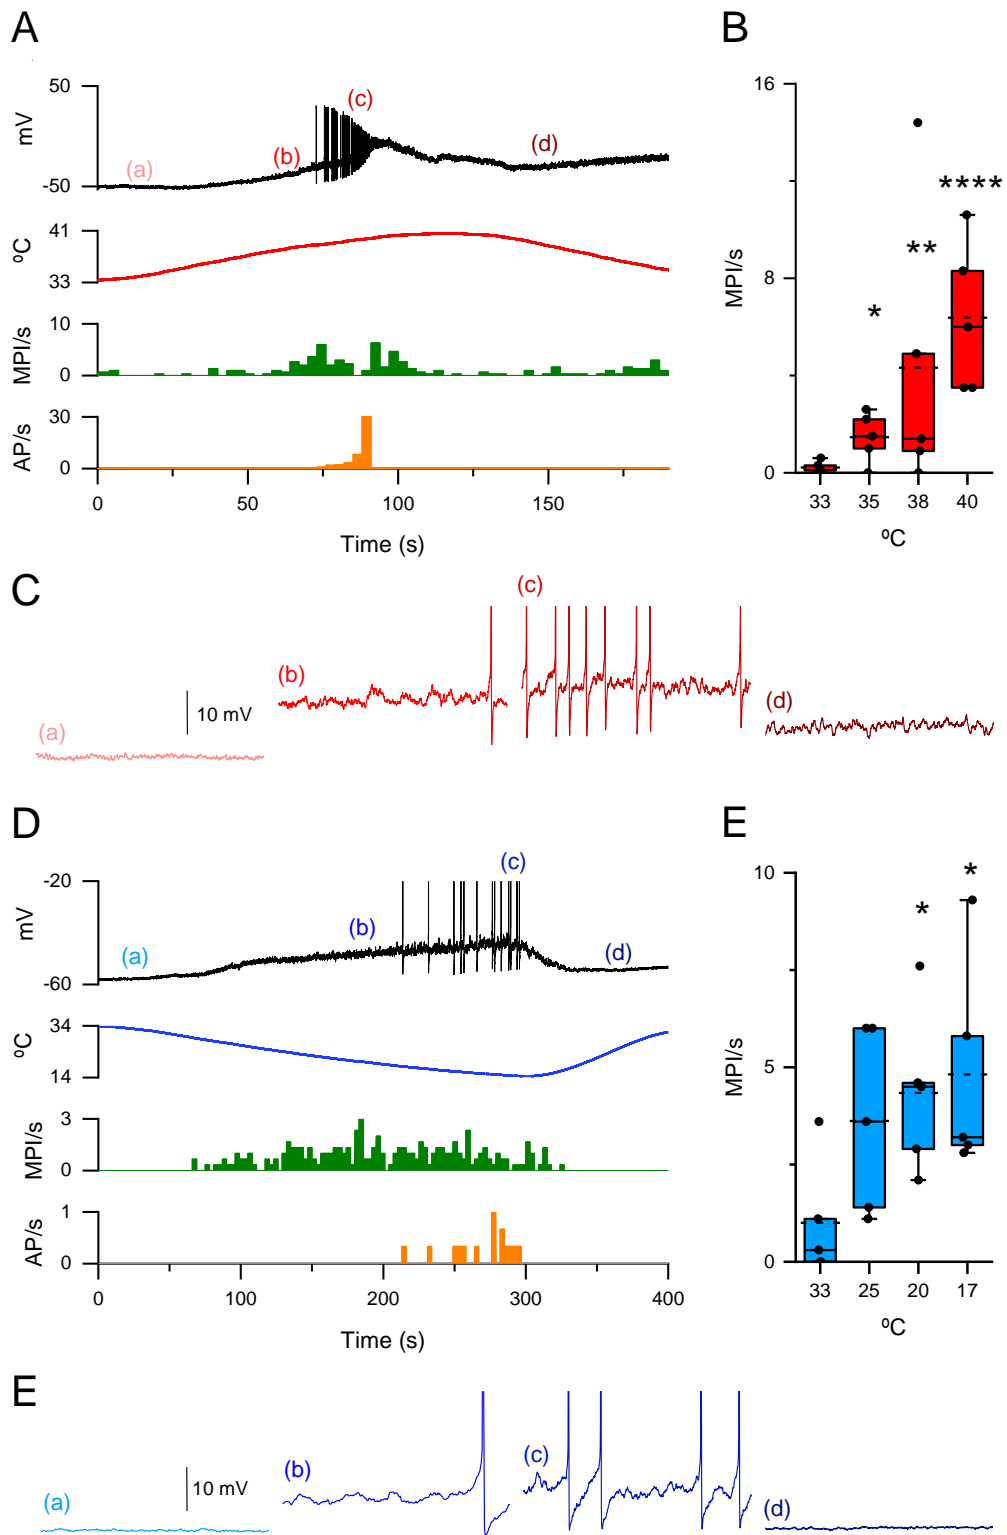 A
B
50
mV
-50
(a)
(b)
(c)
(d)
41
ºC
33
10
MPI/s
0
30
AP/s
0
0
50
100
150
Time (s)
16
MPI/s
8
0
*
**
****
33
35
38
40
ºC
C
(a)
10 mV
(b)
(c)
(d)
D
E
-20
mV
-60
(a)
(b)
(c)
(d)
34
ºC
14
3
MPI/s
0
1
AP/s
0
0
100
200
300
400
Time (s)
10
MPI/s
5
0
*
*
33
25
20
17
ºC
E
(a)
10 mV
(b)
(c)
(d)